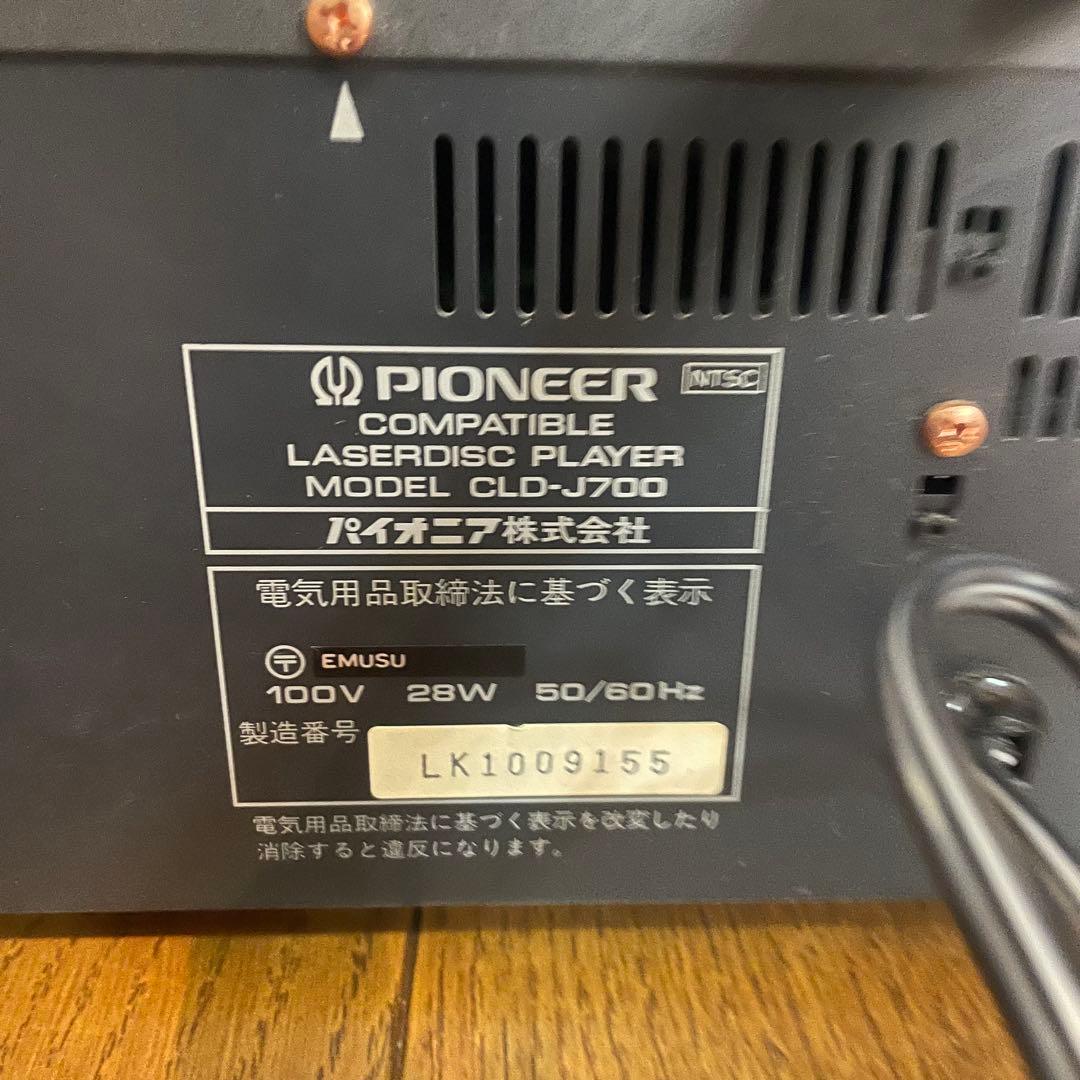 PIONEER NTSC
COMPATIBLE
LASERDISC PLAYER
MODEL CLD-J700
パイオニア株式会社
電気用品取締法に基づく表示
〒 EMUSU
100V 28W 50/60Hz
製造番号 LK1009155
電気用品取締法に基づく表示を改変したり
消除すると違反になります。